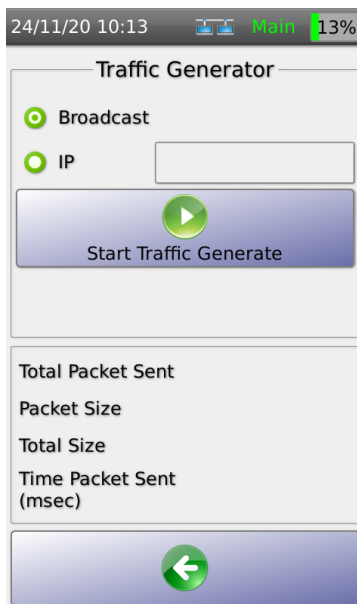 24/11/20 10:13 Main 13%
Traffic Generator
Broadcast
IP
Start Traffic Generate
Total Packet Sent
Packet Size
Total Size
Time Packet Sent
(msec)